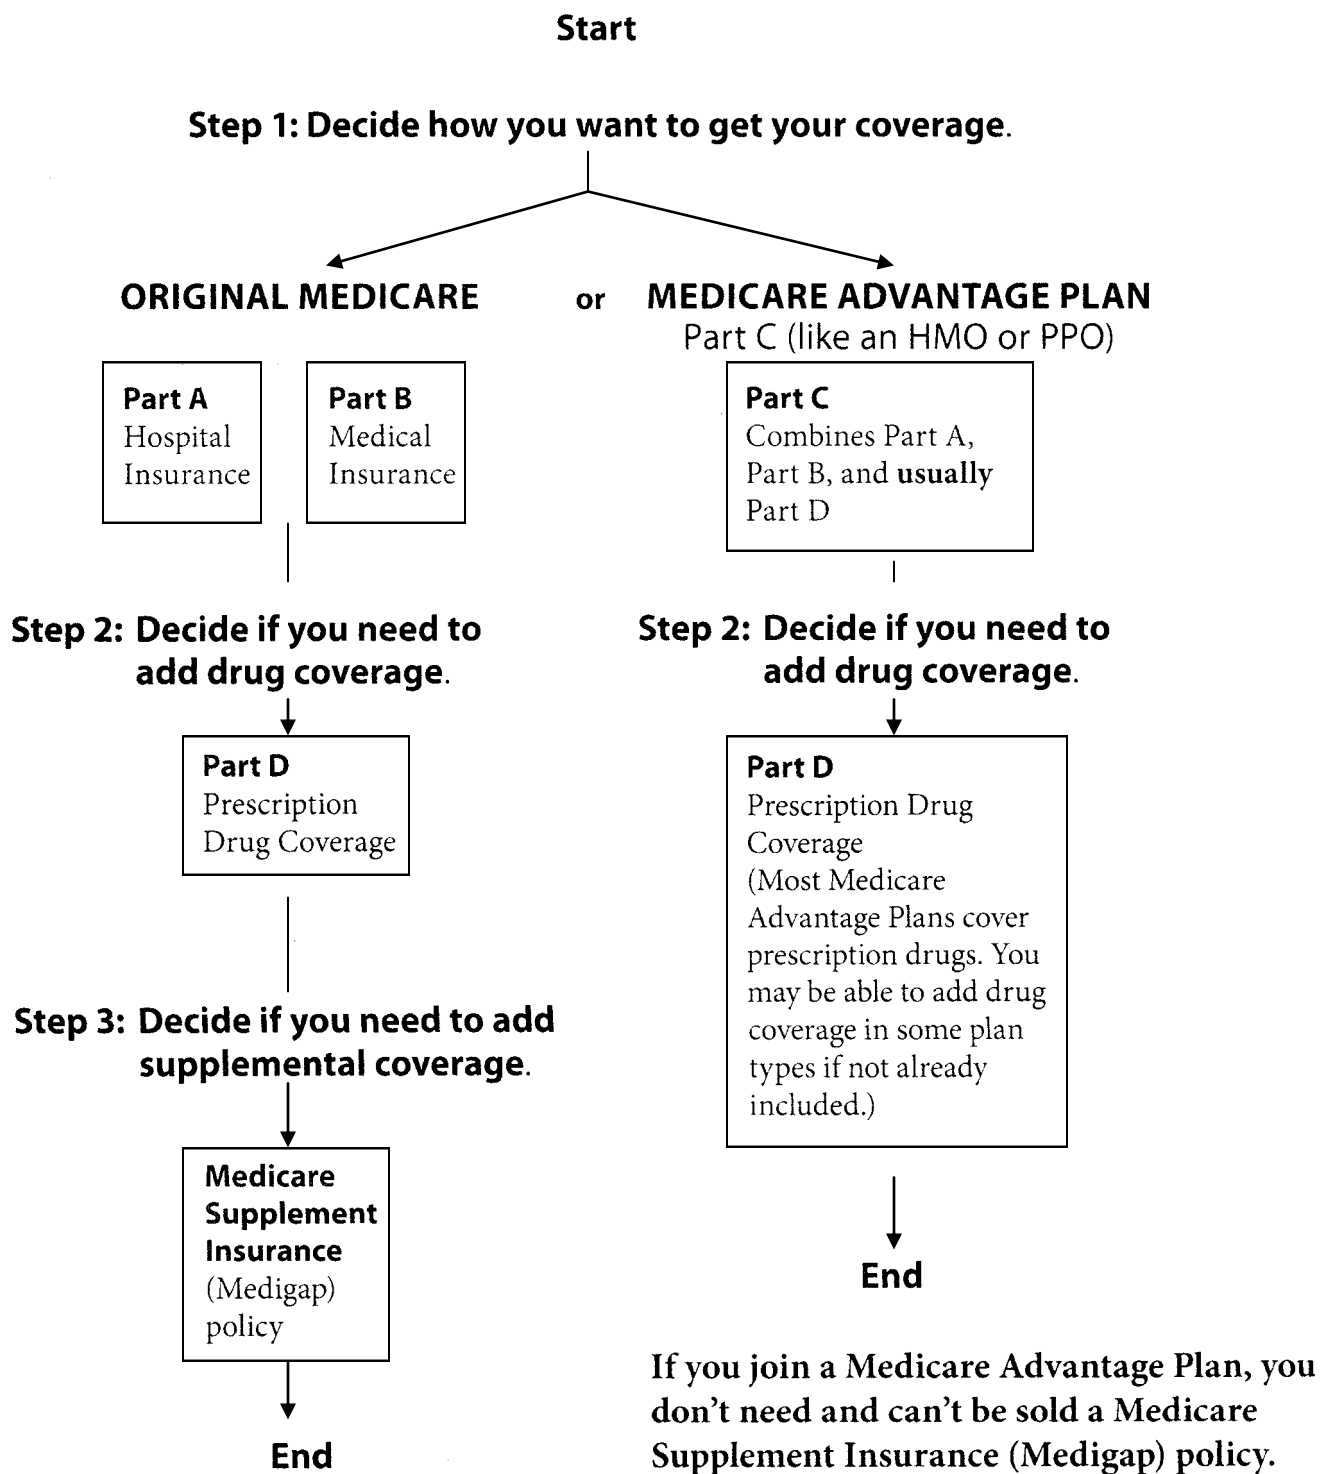 Start
Step 1: Decide how you want to get your coverage.
ORIGINAL MEDICARE or MEDICARE ADVANTAGE PLAN
Part C (like an HMO or PPO)
Part A
Hospital
Insurance
Part B
Medical
Insurance
Part C
Combines Part A,
Part B, and usually
Part D
Step 2: Decide if you need to
add drug coverage.
Part D
Prescription
Drug Coverage
Step 3: Decide if you need to add
supplemental coverage.
Medicare
Supplement
Insurance
(Medigap)
policy
End
Step 2: Decide if you need to
add drug coverage.
Part D
Prescription Drug
Coverage
(Most Medicare
Advantage Plans cover
prescription drugs. You
may be able to add drug
coverage in some plan
types if not already
included.)
End
If you join a Medicare Advantage Plan, you
don't need and can't be sold a Medicare
Supplement Insurance (Medigap) policy.